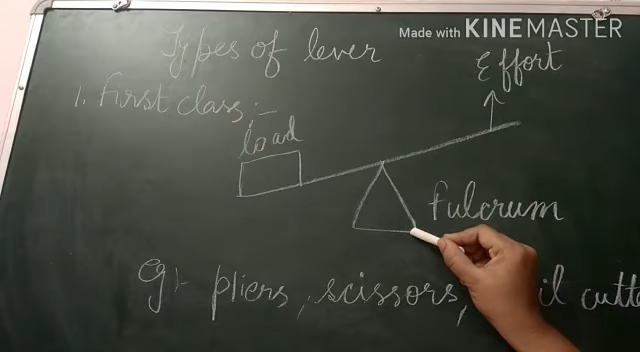 Made with KINEMASTER
Types of lever
Effort
1. First class :-
load
Fulcrum
Eg:- pliers, scissors,